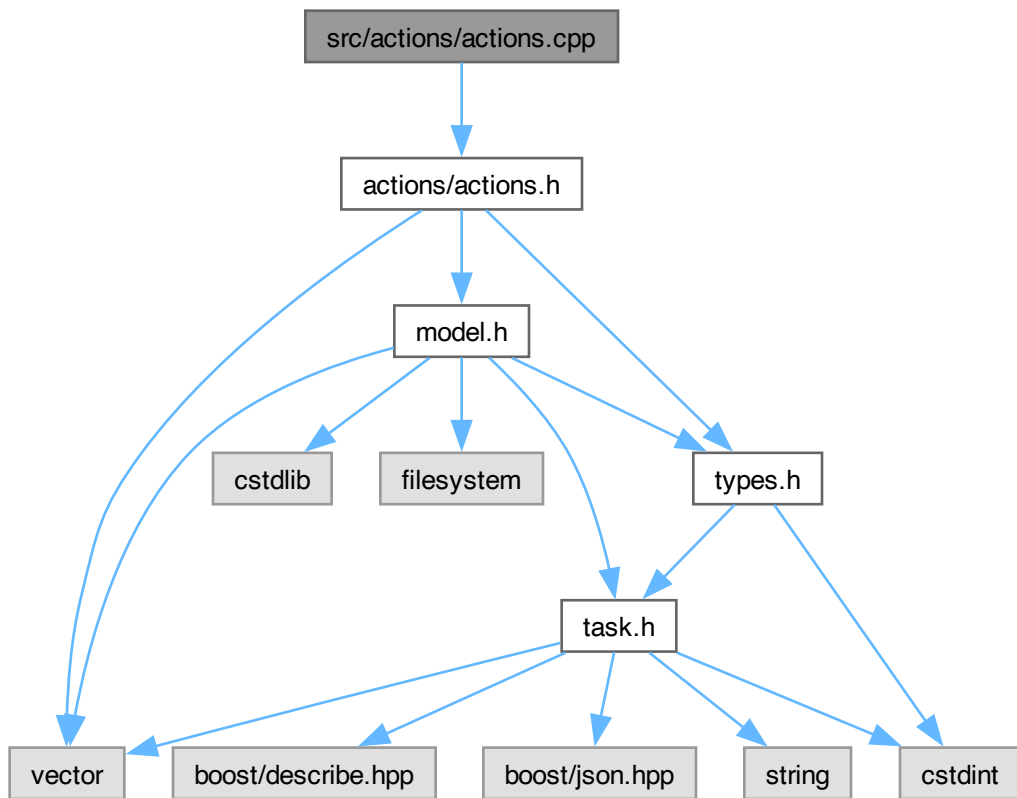 src/actions/actions.cpp
actions/actions.h
model.h
cstdlib
filesystem
types.h
task.h
vector
boost/describe.hpp
boost/json.hpp
string
cstdint